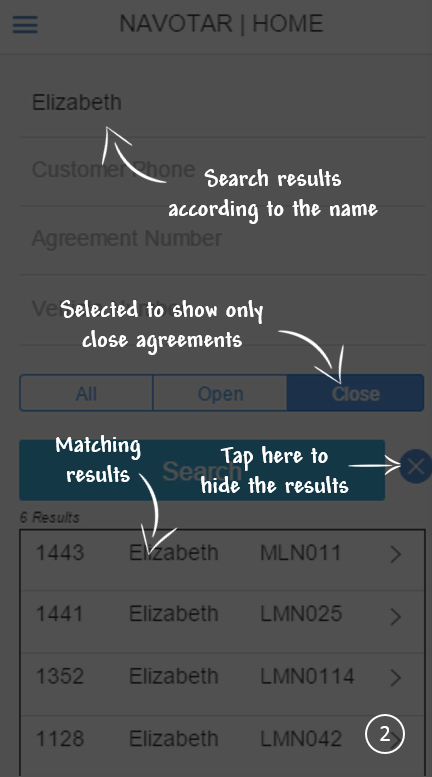 NAVOTAR | HOME
Elizabeth
Customer Phone
Search results
according to the name
Agreement Number
Selected to show only
close agreements
All Open Close
Matching
results
Search
Tap here to
hide the results
6 Results
1443 Elizabeth MLN011
1441 Elizabeth LMN025
1352 Elizabeth LMN0114
1128 Elizabeth LMN042
2